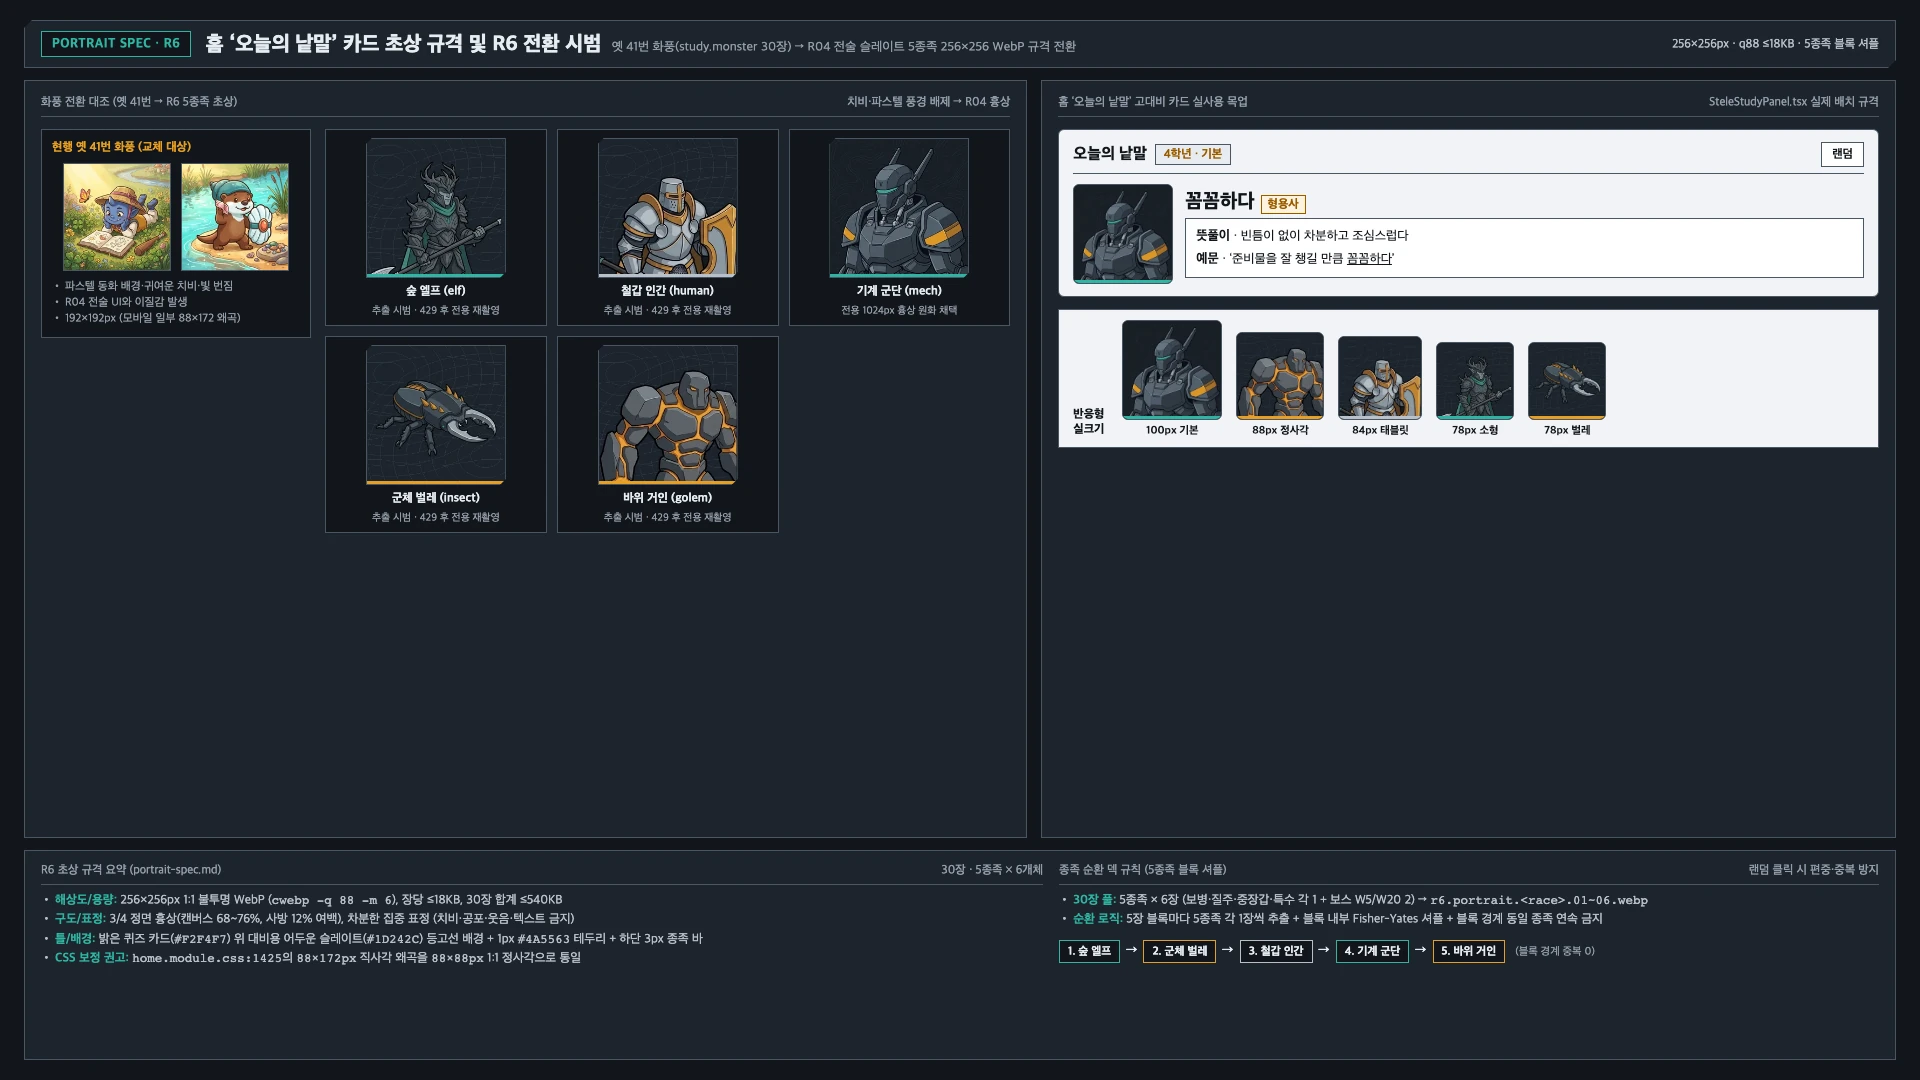 PORTRAIT SPEC · R6
홈 ‘오늘의 낱말’ 카드 초상 규격 및 R6 전환 시범
옛 41번 화풍(study.monster 30장) → R04 전술 슬레이트 5종족 256×256 WebP 규격 전환
256×256px · q88 ≤18KB · 5종족 블록 셔플
화풍 전환 대조 (옛 41번 → R6 5종족 초상)
치비·파스텔 풍경 배제 → R04 흉상
현행 옛 41번 화풍 (교체 대상)
• 파스텔 동화 배경·귀여운 치비·빛 번짐
• R04 전술 UI와 이질감 발생
• 192×192px (모바일 일부 88×172 왜곡)
숲 엘프 (elf)
추출 시범 · 429 후 전용 재촬영
철갑 인간 (human)
추출 시범 · 429 후 전용 재촬영
기계 군단 (mech)
전용 1024px 흉상 원화 채택
군체 벌레 (insect)
추출 시범 · 429 후 전용 재촬영
바위 거인 (golem)
추출 시범 · 429 후 전용 재촬영
홈 ‘오늘의 낱말’ 고대비 카드 실사용 목업
SteleStudyPanel.tsx 실제 배치 규격
오늘의 낱말
4학년 · 기본
랜덤
꼼꼼하다
형용사
뜻풀이 · 빈틈이 없이 차분하고 조심스럽다
예문 · ‘준비물을 잘 챙길 만큼 꼼꼼하다’
반응형
실크기
100px 기본
88px 정사각
84px 태블릿
78px 소형
78px 벌레
R6 초상 규격 요약 (portrait-spec.md)
30장 · 5종족 × 6개체
• 해상도/용량: 256×256px 1:1 불투명 WebP (cwebp -q 88 -m 6), 장당 ≤18KB, 30장 합계 ≤540KB
• 구도/표정: 3/4 정면 흉상(캔버스 68~76%, 사방 12% 여백), 차분한 집중 표정 (치비·공포·웃음·텍스트 금지)
• 틀/배경: 밝은 퀴즈 카드(#F2F4F7) 위 대비용 어두운 슬레이트(#1D242C) 등고선 배경 + 1px #4A5563 테두리 + 하단 3px 종족 바
• CSS 보정 권고: home.module.css:1425의 88×172px 직사각 왜곡을 88×88px 1:1 정사각으로 통일
종족 순환 덱 규칙 (5종족 블록 셔플)
랜덤 클릭 시 편중·중복 방지
• 30장 풀: 5종족 × 6장 (보병·질주·중장갑·특수 각 1 + 보스 W5/W20 2) → r6.portrait.<race>.01~06.webp
• 순환 로직: 5장 블록마다 5종족 각 1장씩 추출 + 블록 내부 Fisher-Yates 셔플 + 블록 경계 동일 종족 연속 금지
1. 숲 엘프 → 2. 군체 벌레 → 3. 철갑 인간 → 4. 기계 군단 → 5. 바위 거인 (블록 경계 중복 0)